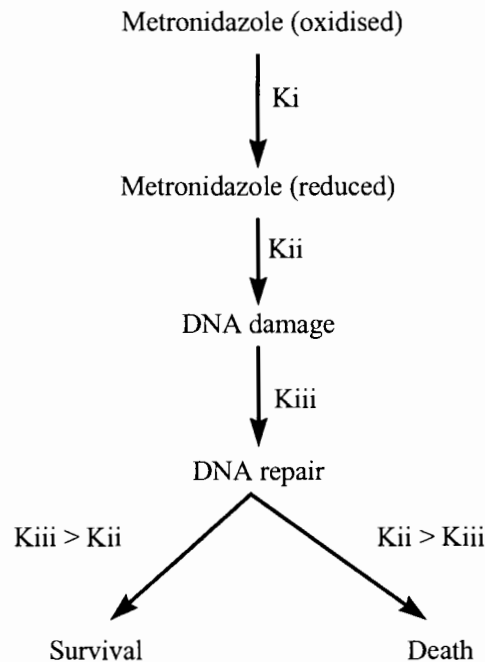 Metronidazole (oxidised)
Ki
Metronidazole (reduced)
Kii
DNA damage
Kiii
DNA repair
Kiii > Kii
Kii > Kiii
Survival
Death